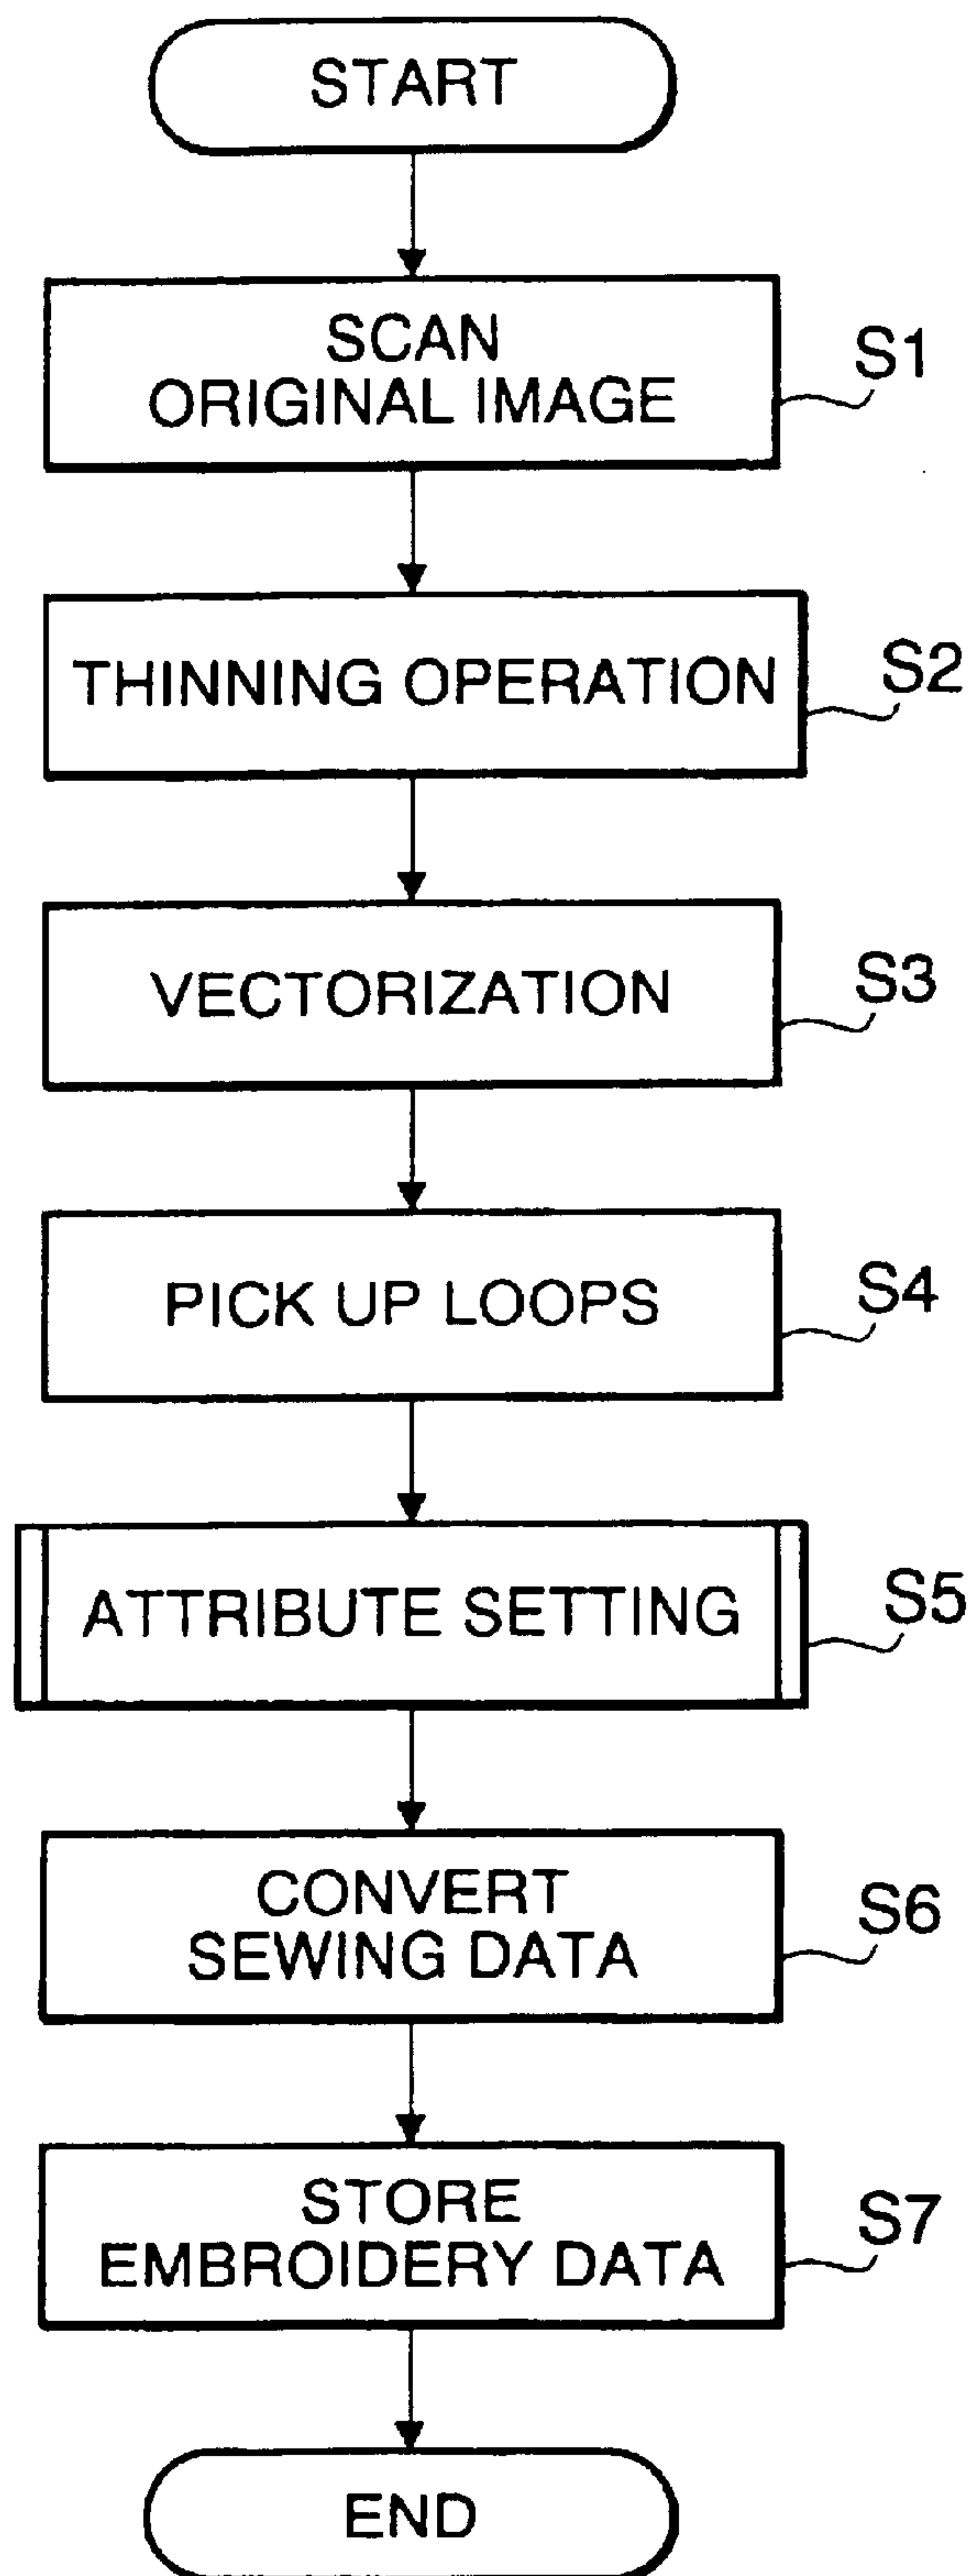 START
SCAN
ORIGINAL IMAGE
S1
THINNING OPERATION
S2
VECTORIZATION
S3
PICK UP LOOPS
S4
ATTRIBUTE SETTING
S5
CONVERT
SEWING DATA
S6
STORE
EMBROIDERY DATA
S7
END